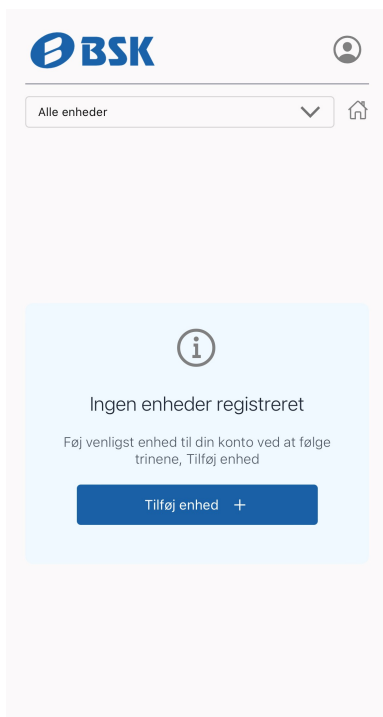 BSK
Alle enheder
Ingen enheder registreret
Føj venligst enhed til din konto ved at følge
trinene, Tilføj enhed
Tilføj enhed +